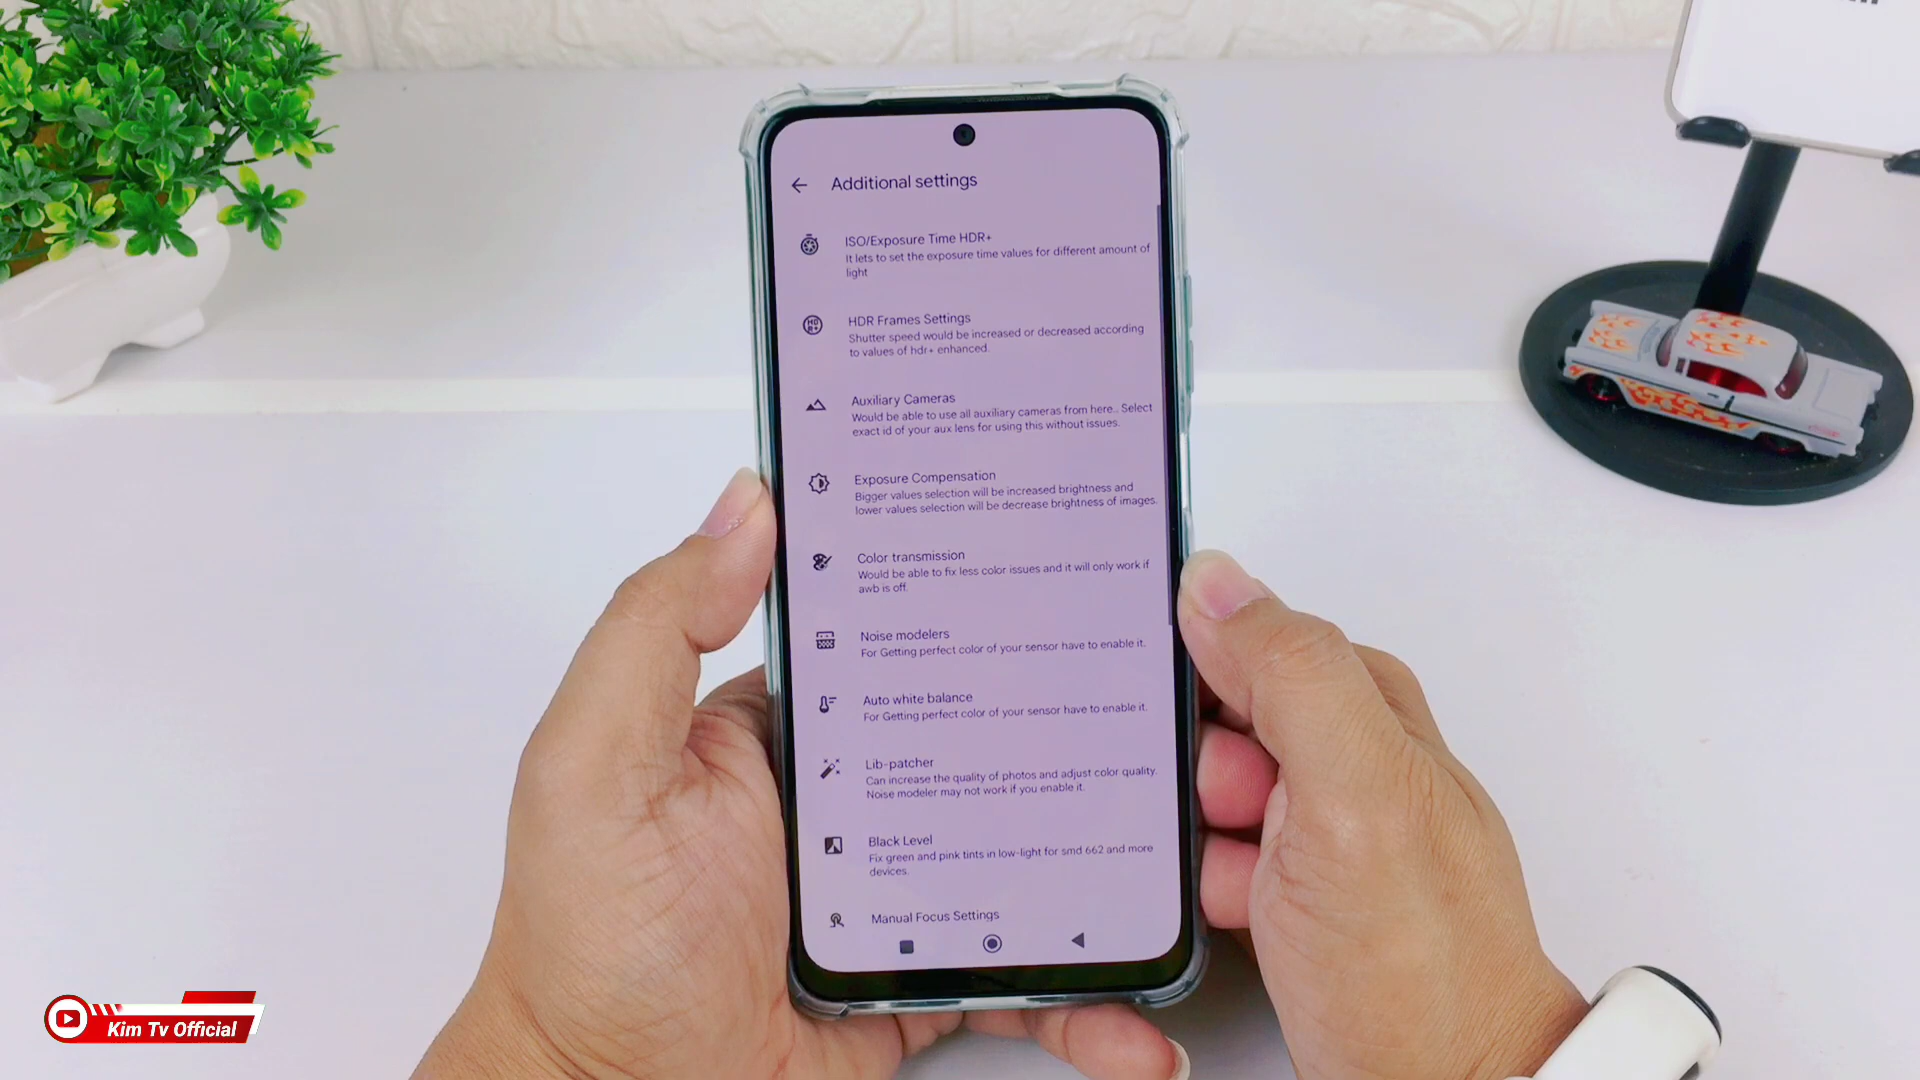 Additional settings
ISO/Exposure Time HDR+
It lets to set the exposure time values for different amount of
light
HDR Frames Settings
Shutter speed would be increased or decreased according
to values of hdr+ enhanced.
Auxiliary Cameras
Would be able to use all auxiliary cameras from here.. Select
exact id of your aux lens for using this without issues.
Exposure Compensation
Bigger values selection will be increased brightness and
lower values selection will be decrease brightness of images.
Color transmission
Would be able to fix less color issues and it will only work if
awb is off.
Noise modelers
For Getting perfect color of your sensor have to enable it.
Auto white balance
For Getting perfect color of your sensor have to enable it.
Lib-patcher
Can increase the quality of photos and adjust color quality.
Noise modeler may not work if you enable it.
Black Level
Fix green and pink tints in low-light for smd 662 and more
devices.
Manual Focus Settings
Kim Tv Official